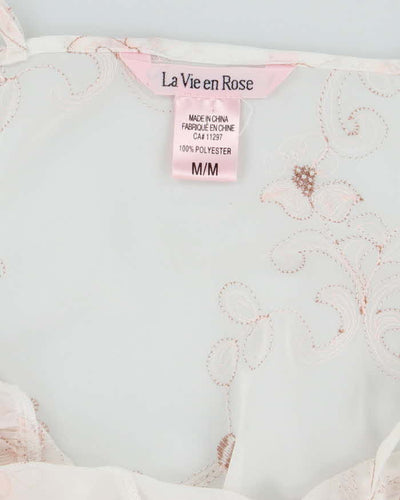 La Vie en Rose
MADE IN CHINA
FABRIQUÉ EN CHINE
CA# 11297
100% POLYESTER
M/M